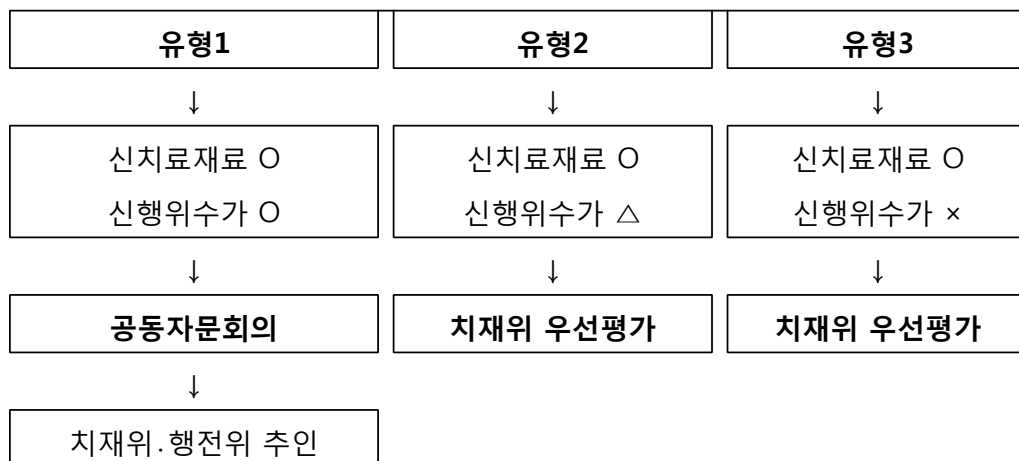 유형1 유형2 유형3
↓ ↓ ↓
신치료재료 O 신치료재료 O 신치료재료 O
신행위수가 O 신행위수가 △ 신행위수가 ×
↓ ↓ ↓
공동자문회의 치재위 우선평가 치재위 우선평가
↓
치재위.행전위 추인